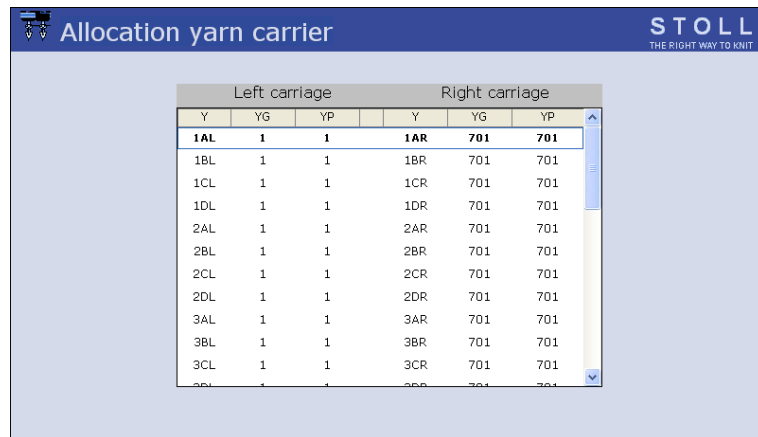 Allocation yarn carrier
STOLL
THE RIGHT WAY TO KNIT
Left carriage Right carriage
Y YG YP Y YG YP
1AL 1 1 1AR 701 701
1BL 1 1 1BR 701 701
1CL 1 1 1CR 701 701
1DL 1 1 1DR 701 701
2AL 1 1 2AR 701 701
2BL 1 1 2BR 701 701
2CL 1 1 2CR 701 701
2DL 1 1 2DR 701 701
3AL 1 1 3AR 701 701
3BL 1 1 3BR 701 701
3CL 1 1 3CR 701 701